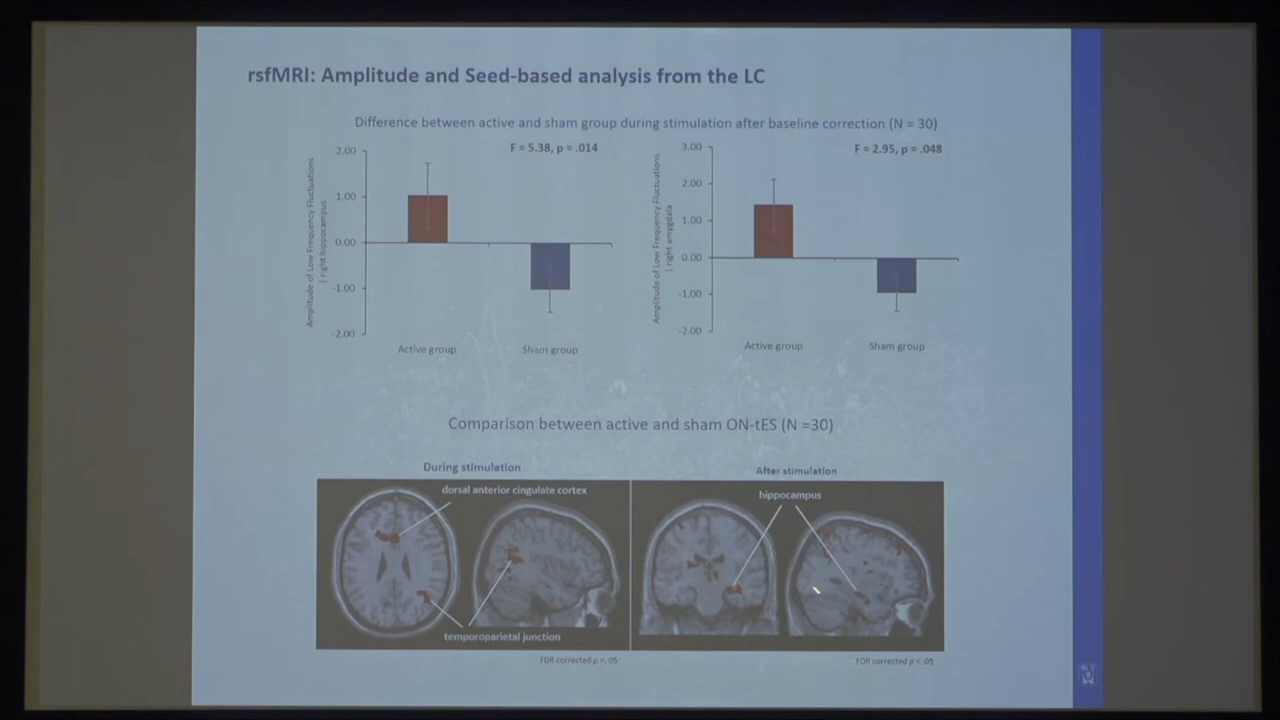 rsfMRI: Amplitude and Seed-based analysis from the LC
Difference between active and sham group during stimulation after baseline correction (N = 30)
F = 5.38, p = .014
Amplitude of Low Frequency Fluctuations
| right hippocampus
2.00
1.00
0.00
-1.00
-2.00
Active group
Sham group
F = 2.95, p = .048
Amplitude of Low Frequency Fluctuations
| right amygdala
3.00
2.00
1.00
0.00
-1.00
-2.00
Active group
Sham group
Comparison between active and sham ON-tES (N =30)
During stimulation
dorsal anterior cingulate cortex
temporoparietal junction
FDR corrected p <.05
After stimulation
hippocampus
FDR corrected p < .05